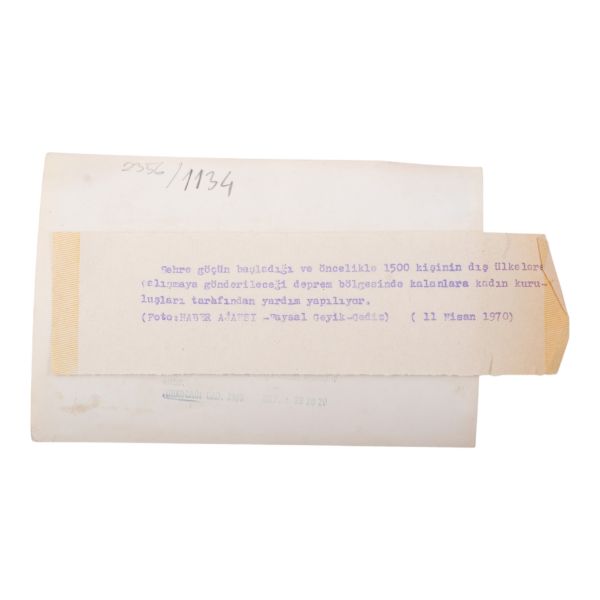 2356/1134
Sehre göçün başladığı ve öncelikle 1500 kişinin dış ülkelere
çalışmaya gönderileceği deprem bölgesinde kalanlara kadın kuru-
luşları tarafından yardım yapılıyor.
(Foto:HABER AJANSI -Faysal Geyik-Gediz) ( 11 Nisan 1970)